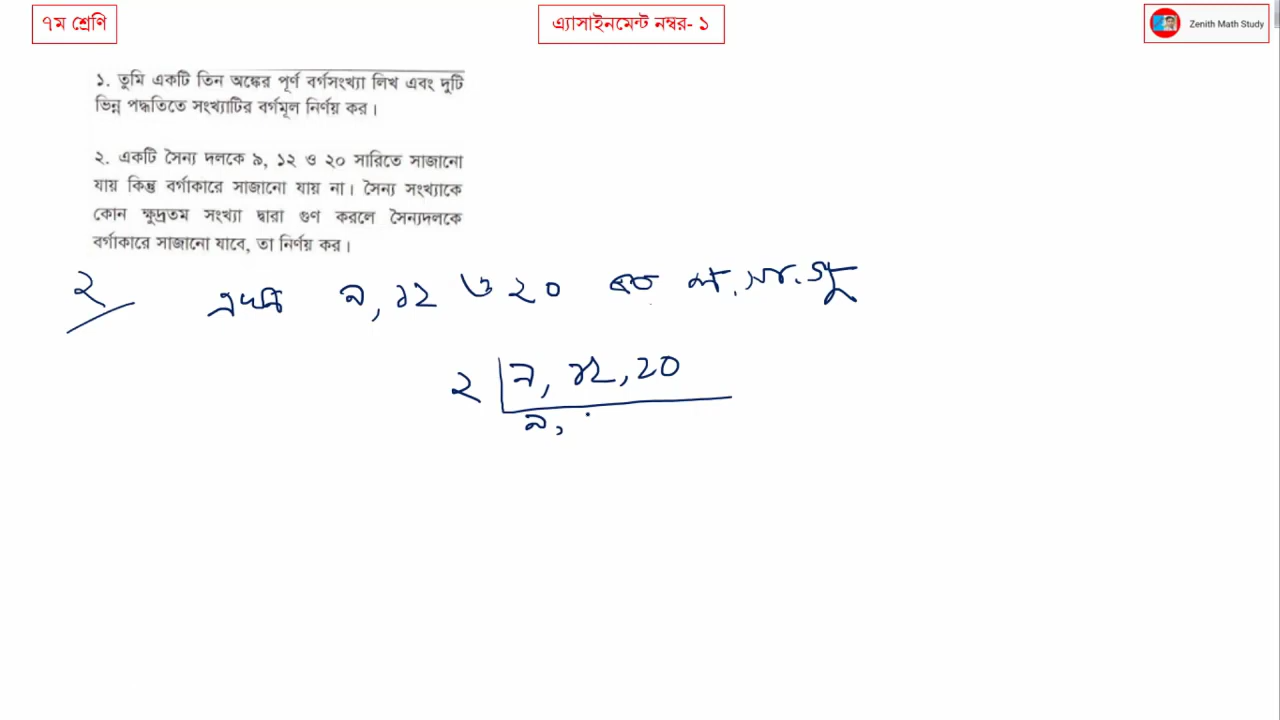 ৭ম শ্রেণি
এ্যাসাইনমেন্ট নম্বর- ১
Zenith Math Study
১. তুমি একটি তিন অঙ্কের পূর্ণ বর্গসংখ্যা লিখ এবং দুটি
ভিন্ন পদ্ধতিতে সংখ্যাটির বর্গমূল নির্ণয় কর।
২. একটি সৈন্য দলকে ৯, ১২ ও ২০ সারিতে সাজানো
যায় কিন্তু বর্গাকারে সাজানো যায় না। সৈন্য সংখ্যাকে
কোন ক্ষুদ্রতম সংখ্যা দ্বারা গুণ করলে সৈন্যদলকে
বর্গাকারে সাজানো যাবে, তা নির্ণয় কর।
২
এখন ৯, ১২ ও ২০ এর ল.সা.গু
২ | ৯, ১২, ২০
৯,